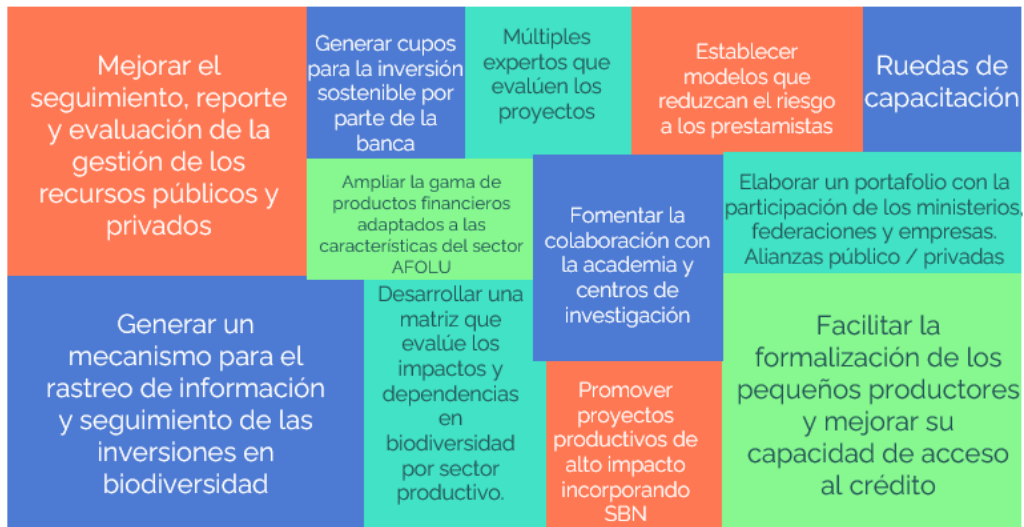 Mejorar el
seguimiento, reporte
y evaluación de la
gestión de los
recursos públicos y
privados
Generar cupos
para la inversión
sostenible por
parte de la
banca
Múltiples
expertos que
evalúen los
proyectos
Establecer
modelos que
reduzcan el riesgo
a los prestamistas
Ruedas de
capacitación
Ampliar la gama de
productos financieros
adaptados a las
características del sector
AFOLU
Fomentar la
colaboración con
la academia y
centros de
investigación
Elaborar un portafolio con la
participación de los ministerios,
federaciones y empresas.
Alianzas público / privadas
Generar un
mecanismo para el
rastreo de información
y seguimiento de las
inversiones en
biodiversidad
Desarrollar una
matriz que
evalúe los
impactos y
dependencias
en
biodiversidad
por sector
productivo.
Promover
proyectos
productivos de
alto impacto
incorporando
SBN
Facilitar la
formalización de los
pequeños productores
y mejorar su
capacidad de acceso
al crédito